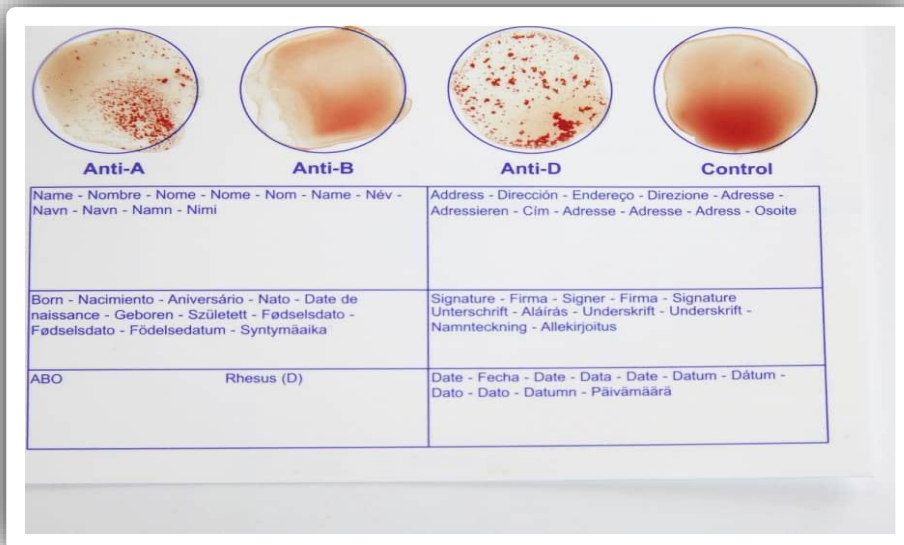 Anti-A
Anti-B
Anti-D
Control
Name - Nombre - Nome - Nome - Nom - Name - Név -
Navn - Navn - Namn - Nimi
Address - Dirección - Endereço - Direzione - Adresse -
Adressieren - Cím - Adresse - Adresse - Adress - Osoite
Born - Nacimiento - Aniversário - Nato - Date de
naissance - Geboren - Született - Fødselsdato -
Fødselsdato - Födelsedatum - Syntymäaika
Signature - Firma - Signer - Firma - Signature
Unterschrift - Aláírás - Underskrift - Underskrift -
Namnteckning - Allekirjoitus
ABO
Rhesus (D)
Date - Fecha - Date - Data - Date - Datum - Dátum -
Dato - Dato - Datumn - Päivämäärä